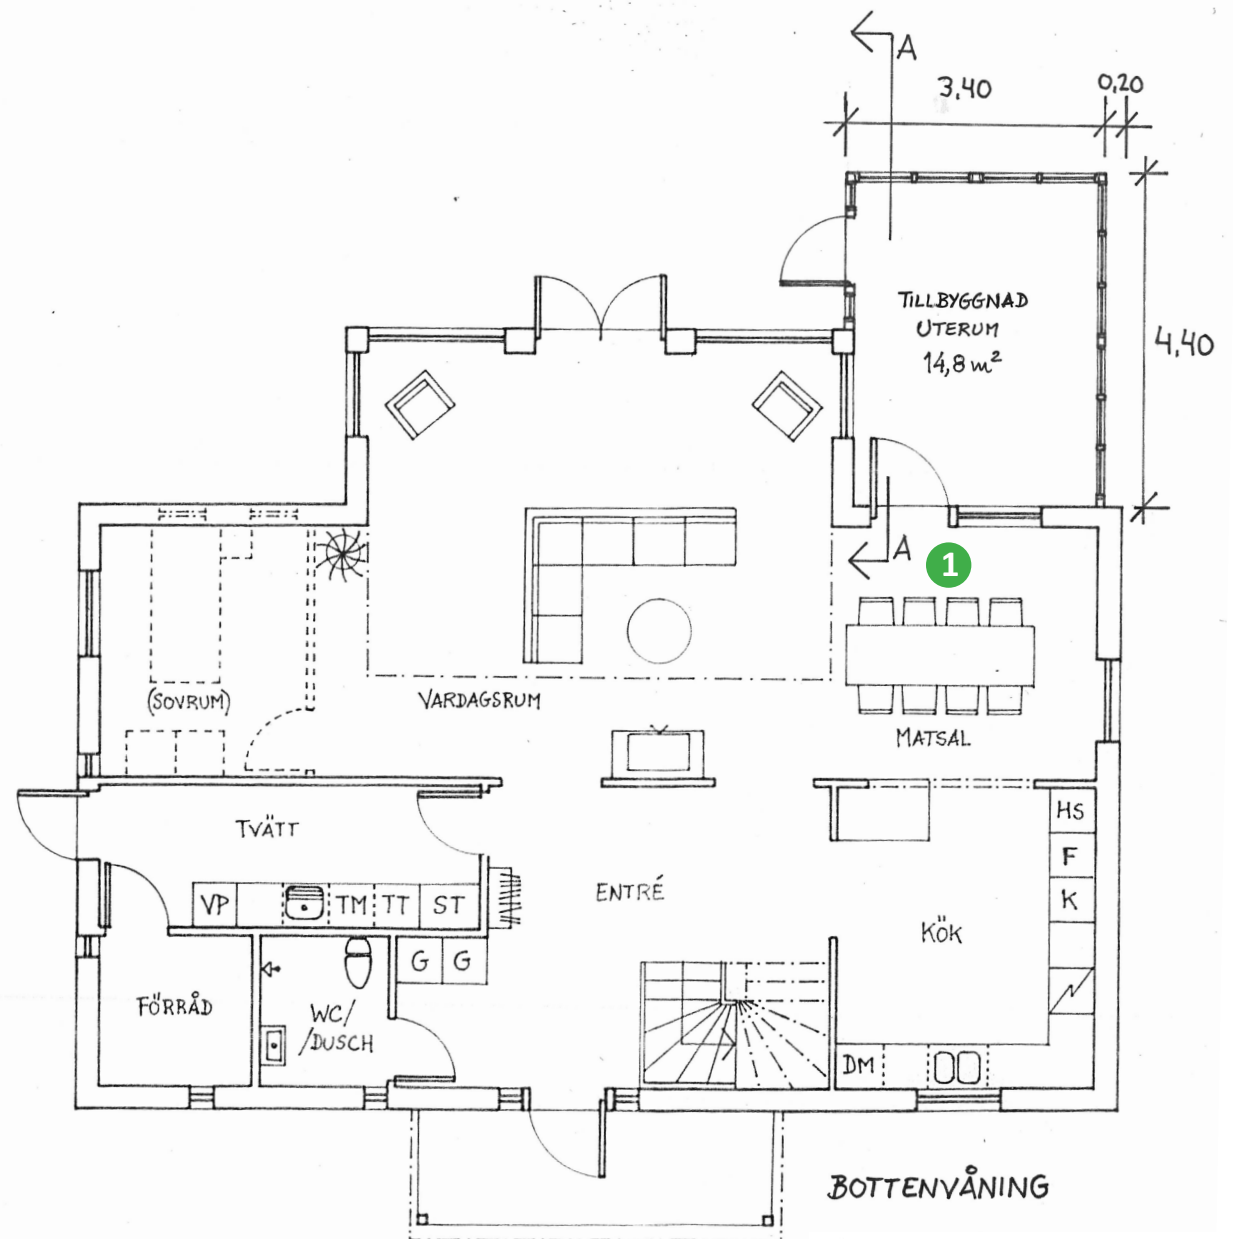 A
3,40
0,20
TILLBYGGNAD
UTERUM
14,8 m²
4,40
A
1
(SOVRUM)
VARDAGSRUM
MATSAL
TVÄTT
HS
F
K
VP
TM
TT
ST
ENTRÉ
KÖK
G
G
FÖRRÅD
WC/
/DUSCH
DM
BOTTENVÅNING